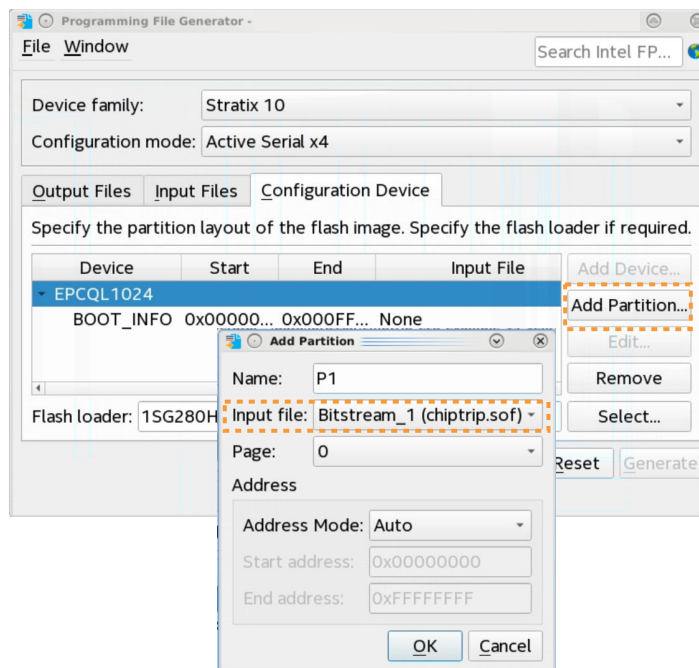 Programming File Generator -
File Window
Search Intel FP...
Device family: Stratix 10
Configuration mode: Active Serial x4
Output Files Input Files Configuration Device
Specify the partition layout of the flash image. Specify the flash loader if required.
Device Start End Input File Add Device...
EPCQL1024
Add Partition...
BOOT_INFO 0x00000... 0x000FF... None
Edit...
Add Partition
Name: P1
Remove
Input file: Bitstream_1 (chiptrip.sof)
Flash loader: 1SG280H
Select...
Page: 0
Reset Generate
Address
Address Mode: Auto
Start address: 0x00000000
End address: 0xFFFFFFFF
OK Cancel